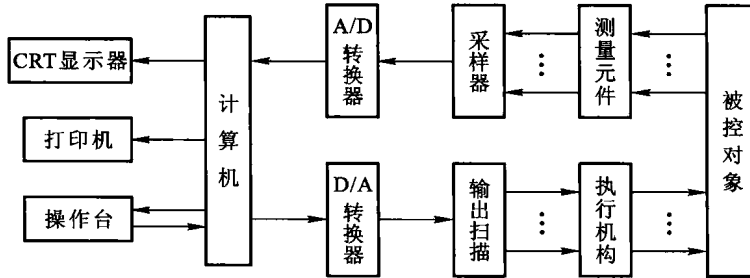 CRT显示器
打印机
操作台
计算机
A/D转换器
采样器
测量元件
被控对象
D/A转换器
输出扫描
执行机构